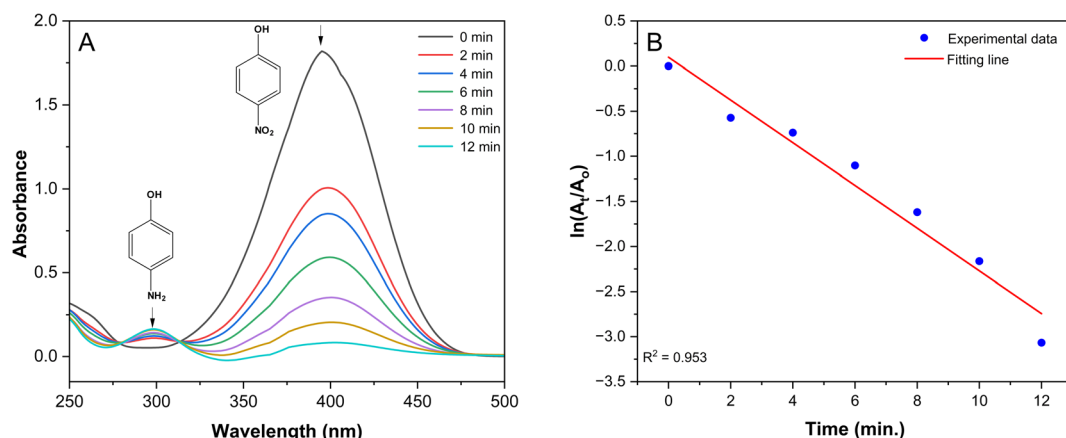 A
OH
NO₂
OH
NH₂
0 min
2 min
4 min
6 min
8 min
10 min
12 min
2.0
1.5
1.0
0.5
0.0
Absorbance
250 300 350 400 450 500
Wavelength (nm)
B
Experimental data
Fitting line
0.0
−0.5
−1.0
−1.5
−2.0
−2.5
−3.0
−3.5
ln(Aₜ/Aₒ)
R² = 0.953
0 2 4 6 8 10 12
Time (min.)